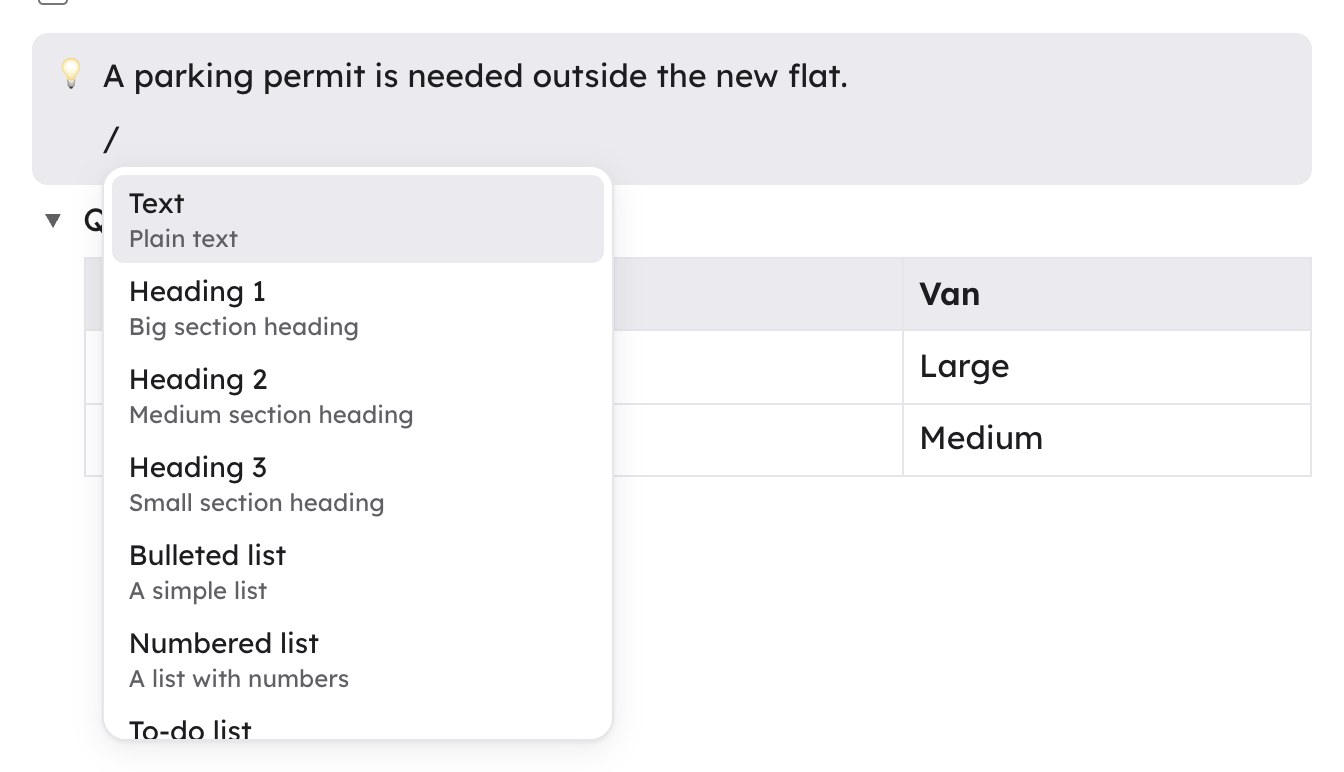 💡 A parking permit is needed outside the new flat.
/
Text
Plain text
Heading 1
Big section heading
Heading 2
Medium section heading
Heading 3
Small section heading
Bulleted list
A simple list
Numbered list
A list with numbers
To-do list
Van
Large
Medium